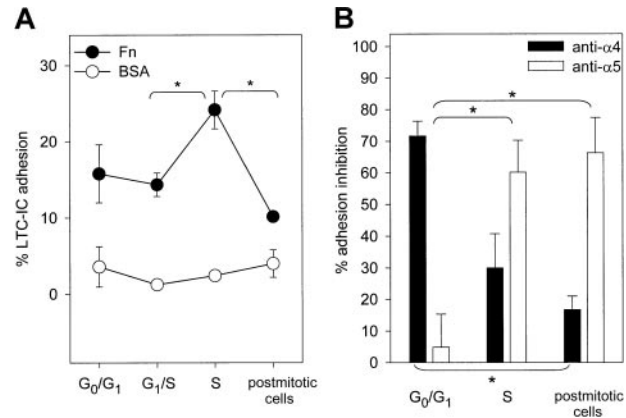 A
Fn
BSA
*
*
30
20
10
0
% LTC-IC adhesion
G₀/G₁
G₁/S
S
postmitotic
cells
B
anti-α4
anti-α5
100
90
80
70
60
50
40
30
20
10
0
% adhesion inhibition
*
*
*
G₀/G₁
S
postmitotic
cells